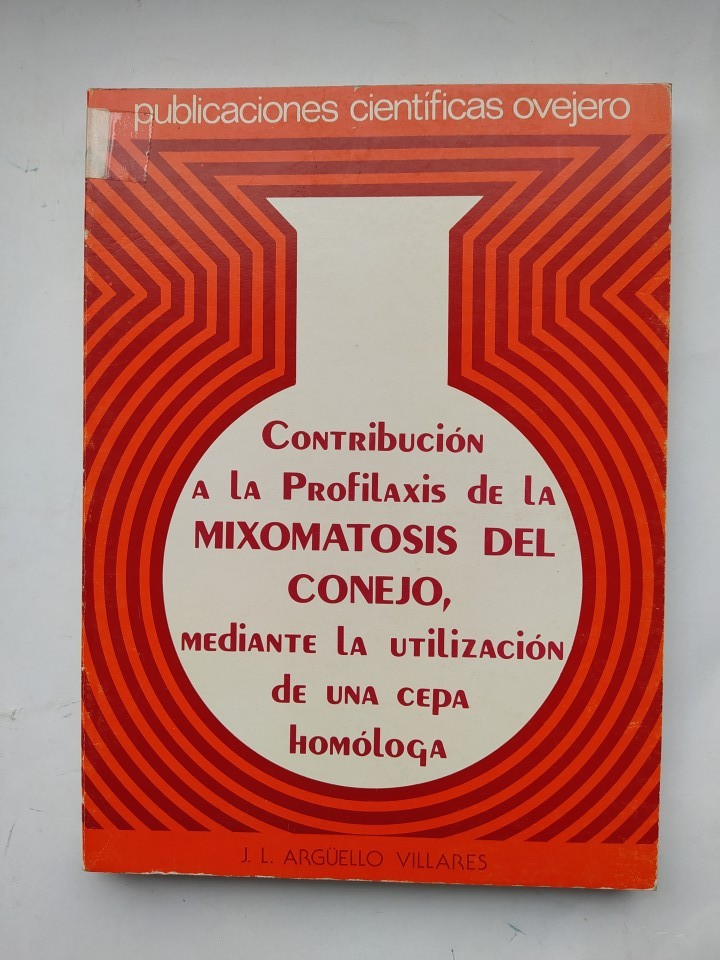 publicaciones científicas ovejero
Contribución
a la Profilaxis de la
MIXOMATOSIS DEL
CONEJO,
mediante la utilización
de una cepa
homóloga
J. L. ARGÜELLO VILLARES